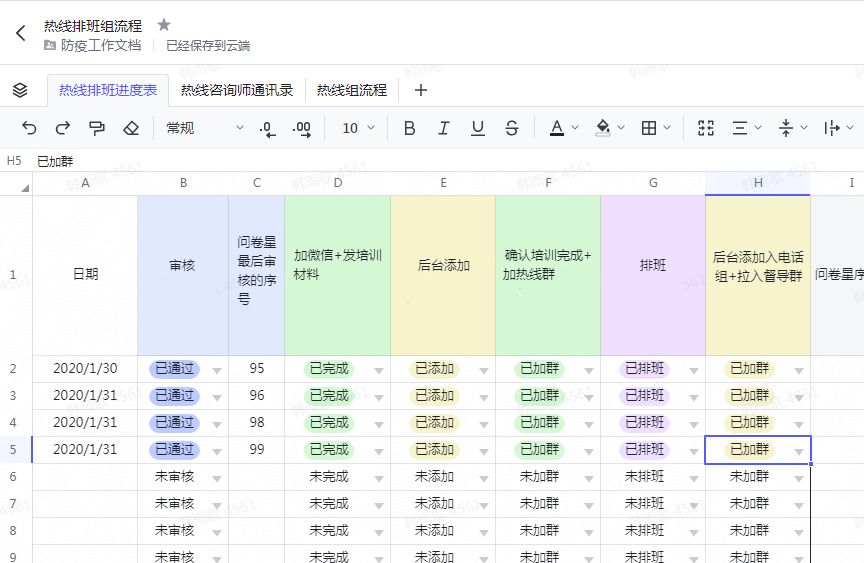 热线排班组流程
防疫工作文档 已经保存到云端
热线排班进度表 热线咨询师通讯录 热线组流程
常规 .0 .00 10 B I U S A
H5 已加群
A B C D E F G H I
1 日期 审核 问卷星最后审核的序号 加微信+发培训材料 后台添加 确认培训完成+加热线群 排班 后台添加入电话组+拉入督导群 问卷星序
2 2020/1/30 已通过 95 已完成 已添加 已加群 已排班 已加群
3 2020/1/31 已通过 96 已完成 已添加 已加群 已排班 已加群
4 2020/1/31 已通过 98 已完成 已添加 已加群 已排班 已加群
5 2020/1/31 已通过 99 已完成 已添加 已加群 已排班 已加群
6 未审核 未完成 未添加 未加群 未排班 未加群
7 未审核 未完成 未添加 未加群 未排班 未加群
8 未审核 未完成 未添加 未加群 未排班 未加群
9 未审核 未完成 未添加 未加群 未排班 未加群